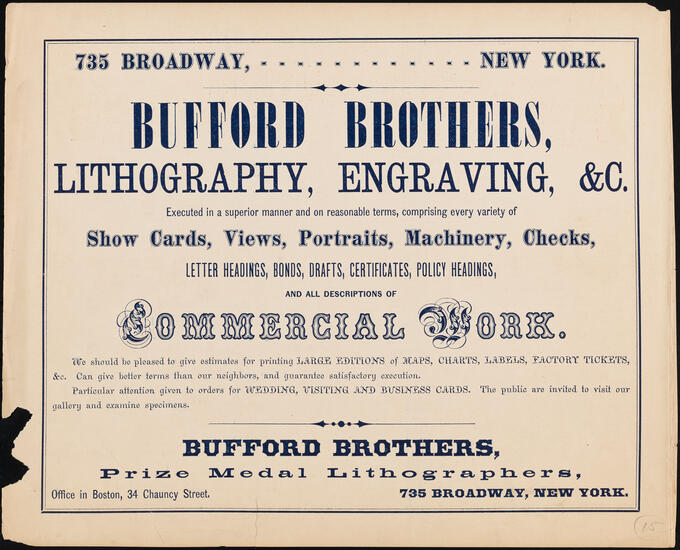 735 BROADWAY, - - - - - - - - - - - - NEW YORK.
BUFFORD BROTHERS,
LITHOGRAPHY, ENGRAVING, &C.
Executed in a superior manner and on reasonable terms, comprising every variety of
Show Cards, Views, Portraits, Machinery, Checks,
LETTER HEADINGS, BONDS, DRAFTS, CERTIFICATES, POLICY HEADINGS,
AND ALL DESCRIPTIONS OF
COMMERCIAL WORK.
We should be pleased to give estimates for printing LARGE EDITIONS of MAPS, CHARTS, LABELS, FACTORY TICKETS,
&c. Can give better terms than our neighbors, and guarantee satisfactory execution.
Particular attention given to orders for WEDDING, VISITING AND BUSINESS CARDS. The public are invited to visit our
gallery and examine specimens.
BUFFORD BROTHERS,
Prize Medal Lithographers,
Office in Boston, 34 Chauncy Street. 735 BROADWAY, NEW YORK.
15